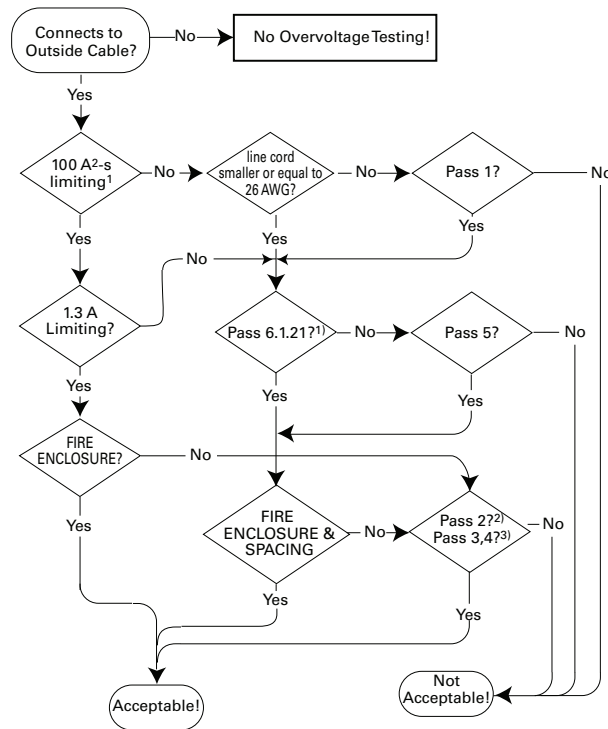 Connects to
Outside Cable?
No
No Overvoltage Testing!
Yes
100 A²-s
limiting¹
No
line cord
smaller or equal to
26 AWG?
No
Pass 1?
No
Yes
Yes
Yes
No
1.3 A
Limiting?
Pass 6.1.21?¹⁾
No
Pass 5?
No
Yes
Yes
Yes
FIRE
ENCLOSURE?
No
Yes
FIRE
ENCLOSURE &
SPACING
No
Pass 2?²⁾
Pass 3,4?³⁾
No
Yes
Yes
Acceptable!
Not
Acceptable!